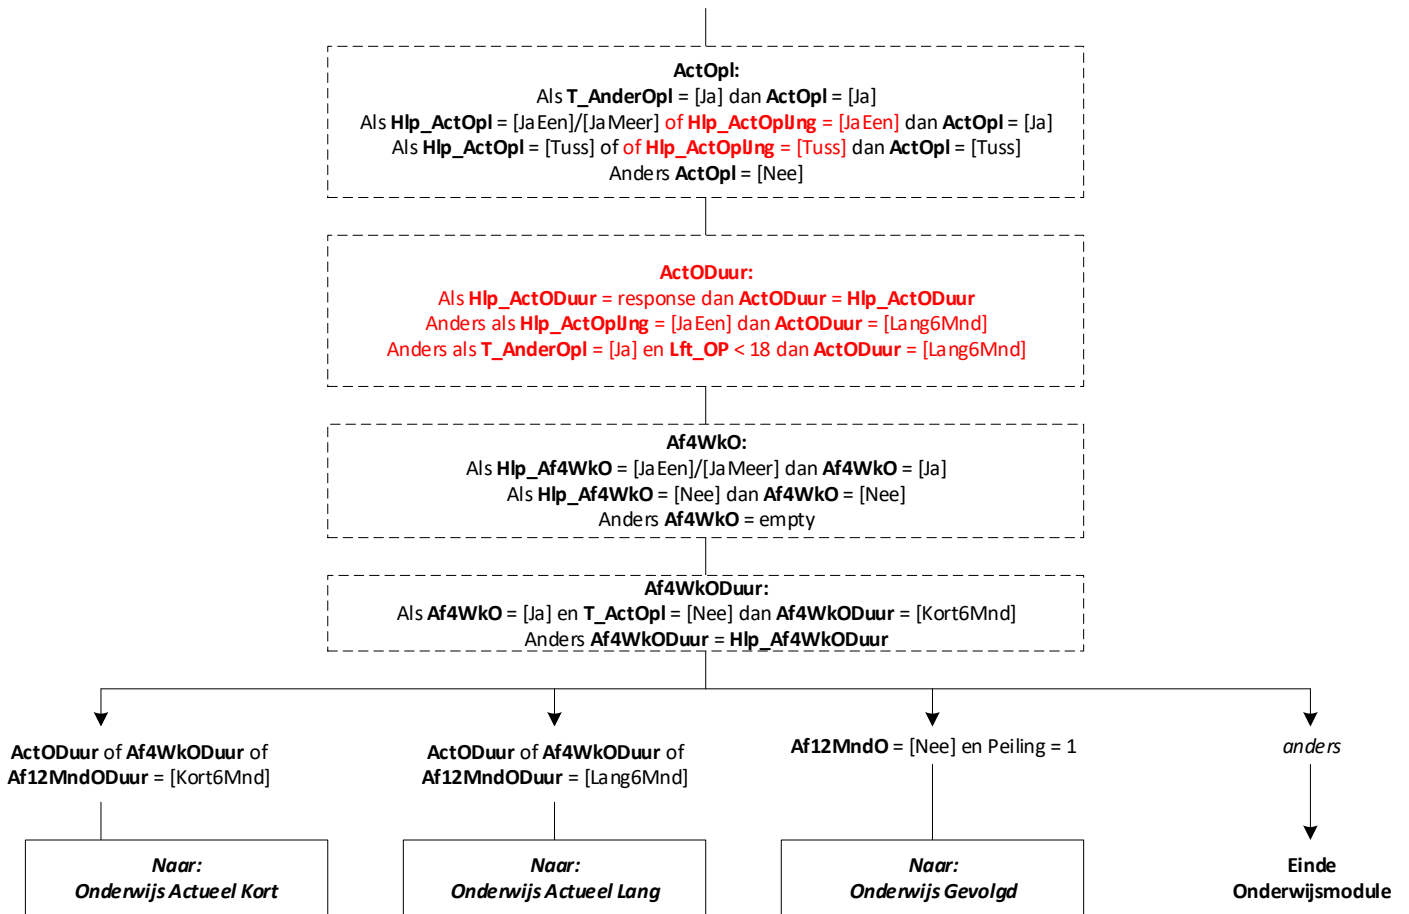 ActOpl:
Als T_AnderOpl = [Ja] dan ActOpl = [Ja]
Als Hlp_ActOpl = [JaEen]/[JaMeer] of Hlp_ActOplJng = [JaEen] dan ActOpl = [Ja]
Als Hlp_ActOpl = [Tuss] of of Hlp_ActOplJng = [Tuss] dan ActOpl = [Tuss]
Anders ActOpl = [Nee]
ActODuur:
Als Hlp_ActODuur = response dan ActODuur = Hlp_ActODuur
Anders als Hlp_ActOplJng = [JaEen] dan ActODuur = [Lang6Mnd]
Anders als T_AnderOpl = [Ja] en Lft_OP < 18 dan ActODuur = [Lang6Mnd]
Af4WkO:
Als Hlp_Af4WkO = [JaEen]/[JaMeer] dan Af4WkO = [Ja]
Als Hlp_Af4WkO = [Nee] dan Af4WkO = [Nee]
Anders Af4WkO = empty
Af4WkODuur:
Als Af4WkO = [Ja] en T_ActOpl = [Nee] dan Af4WkODuur = [Kort6Mnd]
Anders Af4WkODuur = Hlp_Af4WkODuur
ActODuur of Af4WkODuur of
Af12MndODuur = [Kort6Mnd]
ActODuur of Af4WkODuur of
Af12MndODuur = [Lang6Mnd]
Af12MndO = [Nee] en Peiling = 1
anders
Naar:
Onderwijs Actueel Kort
Naar:
Onderwijs Actueel Lang
Naar:
Onderwijs Gevolgd
Einde
Onderwijsmodule